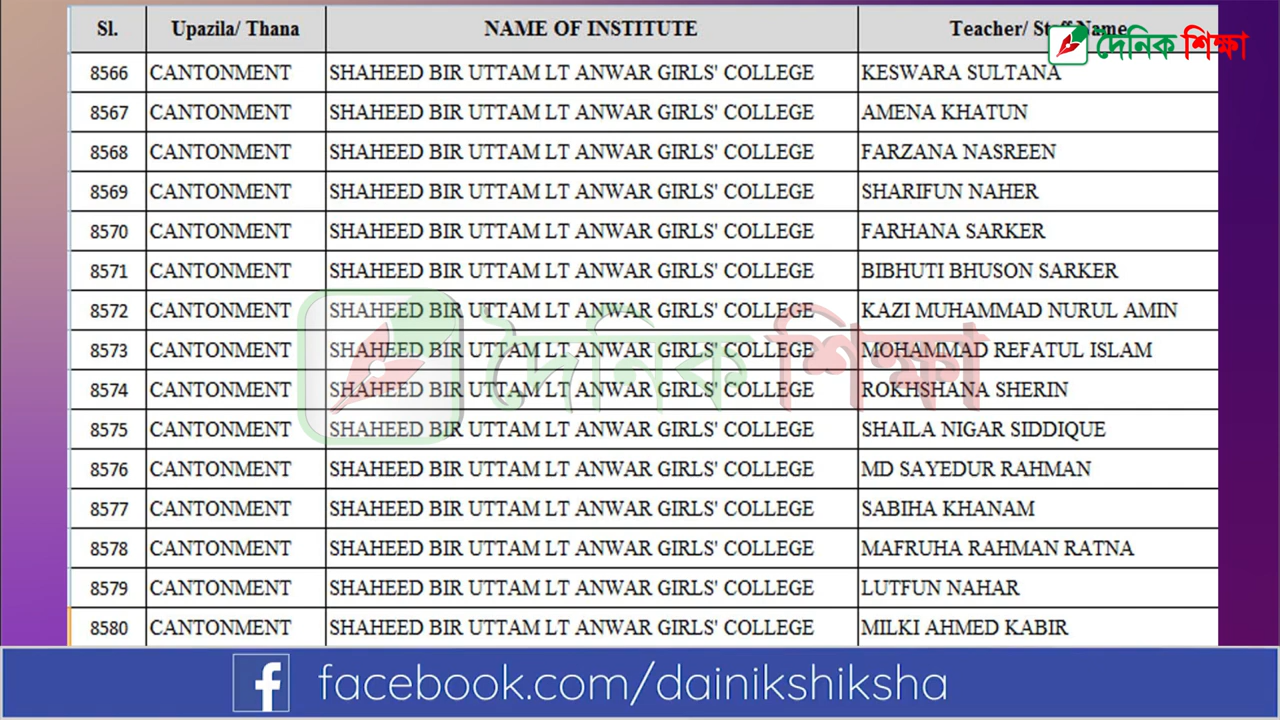 Sl. Upazila/ Thana NAME OF INSTITUTE Teacher/ Staff Name
দৈনিক শিক্ষা
8566 CANTONMENT SHAHEED BIR UTTAM LT ANWAR GIRLS' COLLEGE KESWARA SULTANA
8567 CANTONMENT SHAHEED BIR UTTAM LT ANWAR GIRLS' COLLEGE AMENA KHATUN
8568 CANTONMENT SHAHEED BIR UTTAM LT ANWAR GIRLS' COLLEGE FARZANA NASREEN
8569 CANTONMENT SHAHEED BIR UTTAM LT ANWAR GIRLS' COLLEGE SHARIFUN NAHER
8570 CANTONMENT SHAHEED BIR UTTAM LT ANWAR GIRLS' COLLEGE FARHANA SARKER
8571 CANTONMENT SHAHEED BIR UTTAM LT ANWAR GIRLS' COLLEGE BIBHUTI BHUSON SARKER
8572 CANTONMENT SHAHEED BIR UTTAM LT ANWAR GIRLS' COLLEGE KAZI MUHAMMAD NURUL AMIN
8573 CANTONMENT SHAHEED BIR UTTAM LT ANWAR GIRLS' COLLEGE MOHAMMAD REFATUL ISLAM
দৈনিক শিক্ষা
8574 CANTONMENT SHAHEED BIR UTTAM LT ANWAR GIRLS' COLLEGE ROKHSHANA SHERIN
8575 CANTONMENT SHAHEED BIR UTTAM LT ANWAR GIRLS' COLLEGE SHAILA NIGAR SIDDIQUE
8576 CANTONMENT SHAHEED BIR UTTAM LT ANWAR GIRLS' COLLEGE MD SAYEDUR RAHMAN
8577 CANTONMENT SHAHEED BIR UTTAM LT ANWAR GIRLS' COLLEGE SABIHA KHANAM
8578 CANTONMENT SHAHEED BIR UTTAM LT ANWAR GIRLS' COLLEGE MAFRUHA RAHMAN RATNA
8579 CANTONMENT SHAHEED BIR UTTAM LT ANWAR GIRLS' COLLEGE LUTFUN NAHAR
8580 CANTONMENT SHAHEED BIR UTTAM LT ANWAR GIRLS' COLLEGE MILKI AHMED KABIR
facebook.com/dainikshiksha